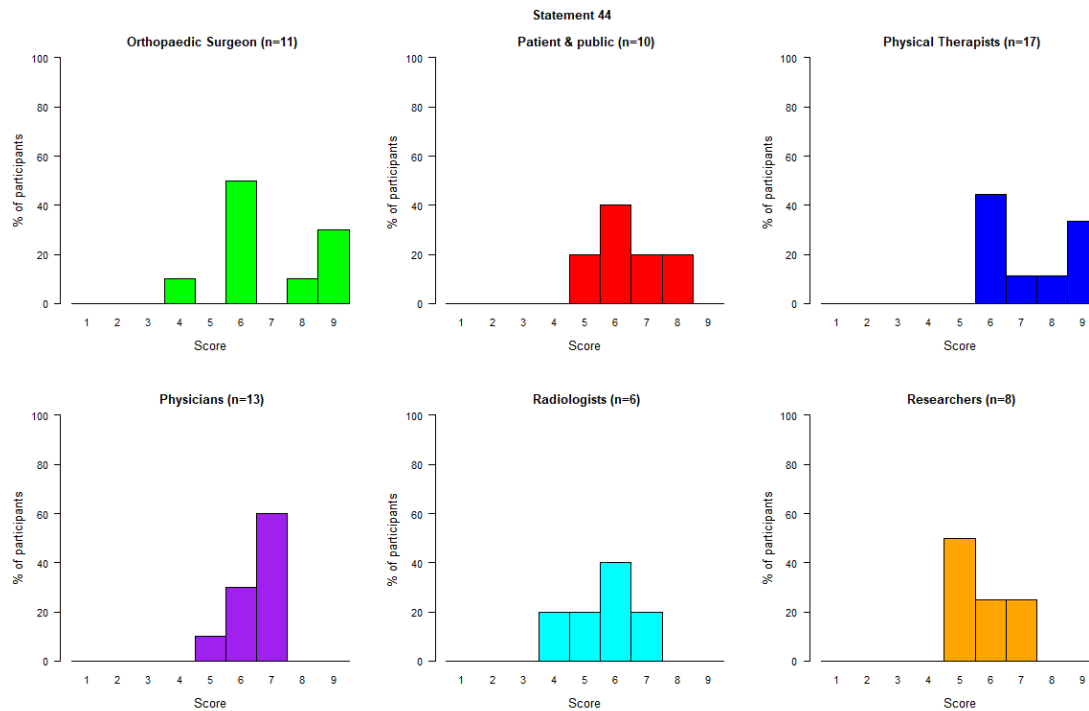 Statement 44
Orthopaedic Surgeon (n=11)
% of participants
100
80
60
40
20
0
1 2 3 4 5 6 7 8 9
Score
Patient & public (n=10)
% of participants
100
80
60
40
20
0
1 2 3 4 5 6 7 8 9
Score
Physical Therapists (n=17)
% of participants
100
80
60
40
20
0
1 2 3 4 5 6 7 8 9
Score
Physicians (n=13)
% of participants
100
80
60
40
20
0
1 2 3 4 5 6 7 8 9
Score
Radiologists (n=6)
% of participants
100
80
60
40
20
0
1 2 3 4 5 6 7 8 9
Score
Researchers (n=8)
% of participants
100
80
60
40
20
0
1 2 3 4 5 6 7 8 9
Score